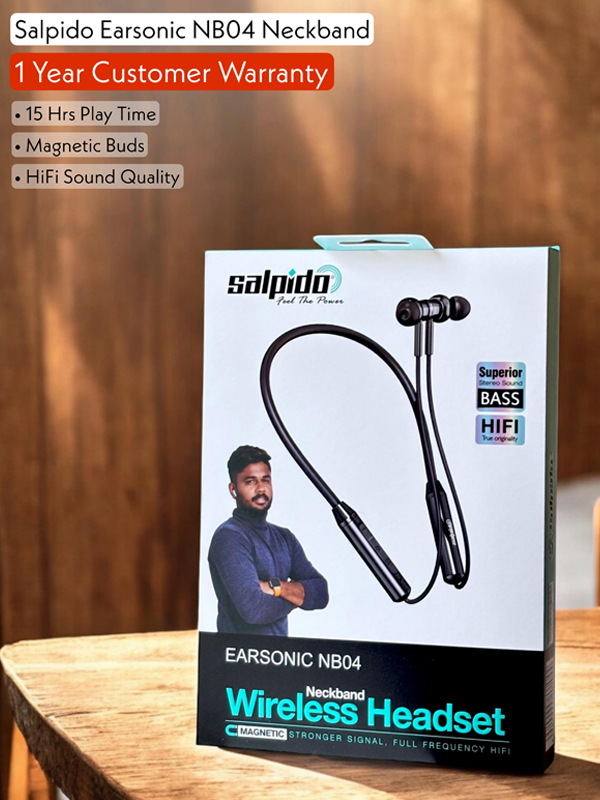 Salpido Earsonic NB04 Neckband
1 Year Customer Warranty
• 15 Hrs Play Time
• Magnetic Buds
• HiFi Sound Quality
salpido
Feel The Power
Superior
Stereo Sound
BASS
HIFI
True originality
EARSONIC NB04
Neckband
Wireless Headset
MAGNETIC STRONGER SIGNAL, FULL FREQUENCY HIFI